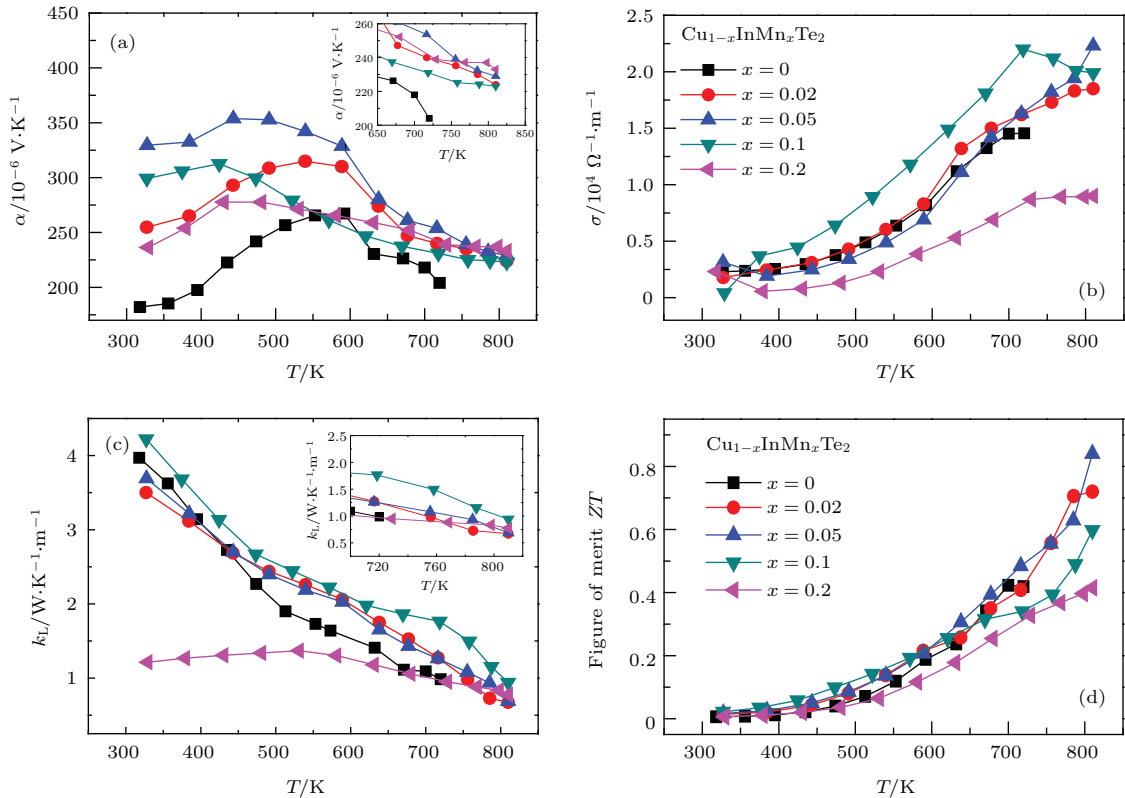 (a)
450
400
350
300
250
200
300 400 500 600 700 800
T/K
α/10⁻⁶ V·K⁻¹
260
240
220
200
650 700 750 800 850
T/K
α/10⁻⁶ V·K⁻¹
(b)
Cu₁₋ₓInMnₓTe₂
x = 0
x = 0.02
x = 0.05
x = 0.1
x = 0.2
2.5
2.0
1.5
1.0
0.5
0
300 400 500 600 700 800
T/K
σ/10⁴ Ω⁻¹·m⁻¹
(c)
4
3
2
1
300 400 500 600 700 800
T/K
k_L/W·K⁻¹·m⁻¹
2.5
2.0
1.5
1.0
0.5
720 760 800
T/K
k_L/W·K⁻¹·m⁻¹
(d)
Cu₁₋ₓInMnₓTe₂
x = 0
x = 0.02
x = 0.05
x = 0.1
x = 0.2
0.8
0.6
0.4
0.2
0
300 400 500 600 700 800
T/K
Figure of merit ZT